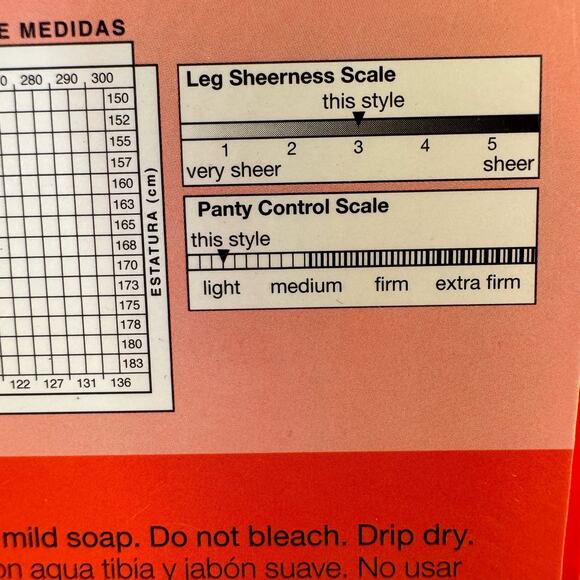 E MEDIDAS
0 280 290 300
150
152
155
157
160
163
165
168
170
173
175
178
180
183
122 127 131 136
ESTATURA (cm)
Leg Sheerness Scale
this style
1 2 3 4 5
very sheer sheer
Panty Control Scale
this style
light medium firm extra firm
mild soap. Do not bleach. Drip dry.
on agua tibia y jabón suave. No usar